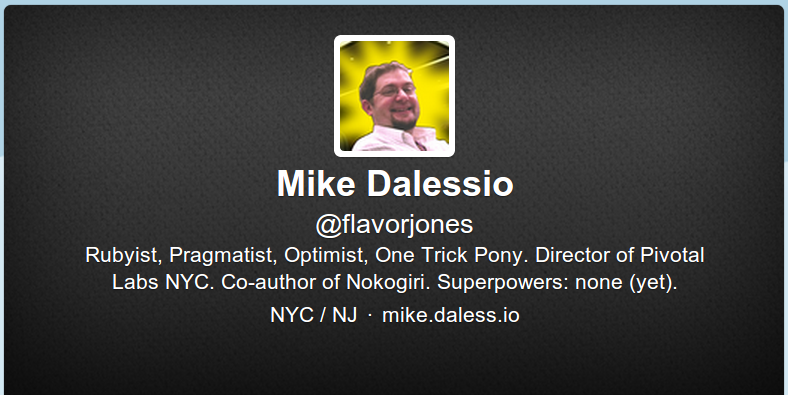 Mike Dalessio
@flavorjones
Rubyist, Pragmatist, Optimist, One Trick Pony. Director of Pivotal
Labs NYC. Co-author of Nokogiri. Superpowers: none (yet).
NYC / NJ · mike.daless.io